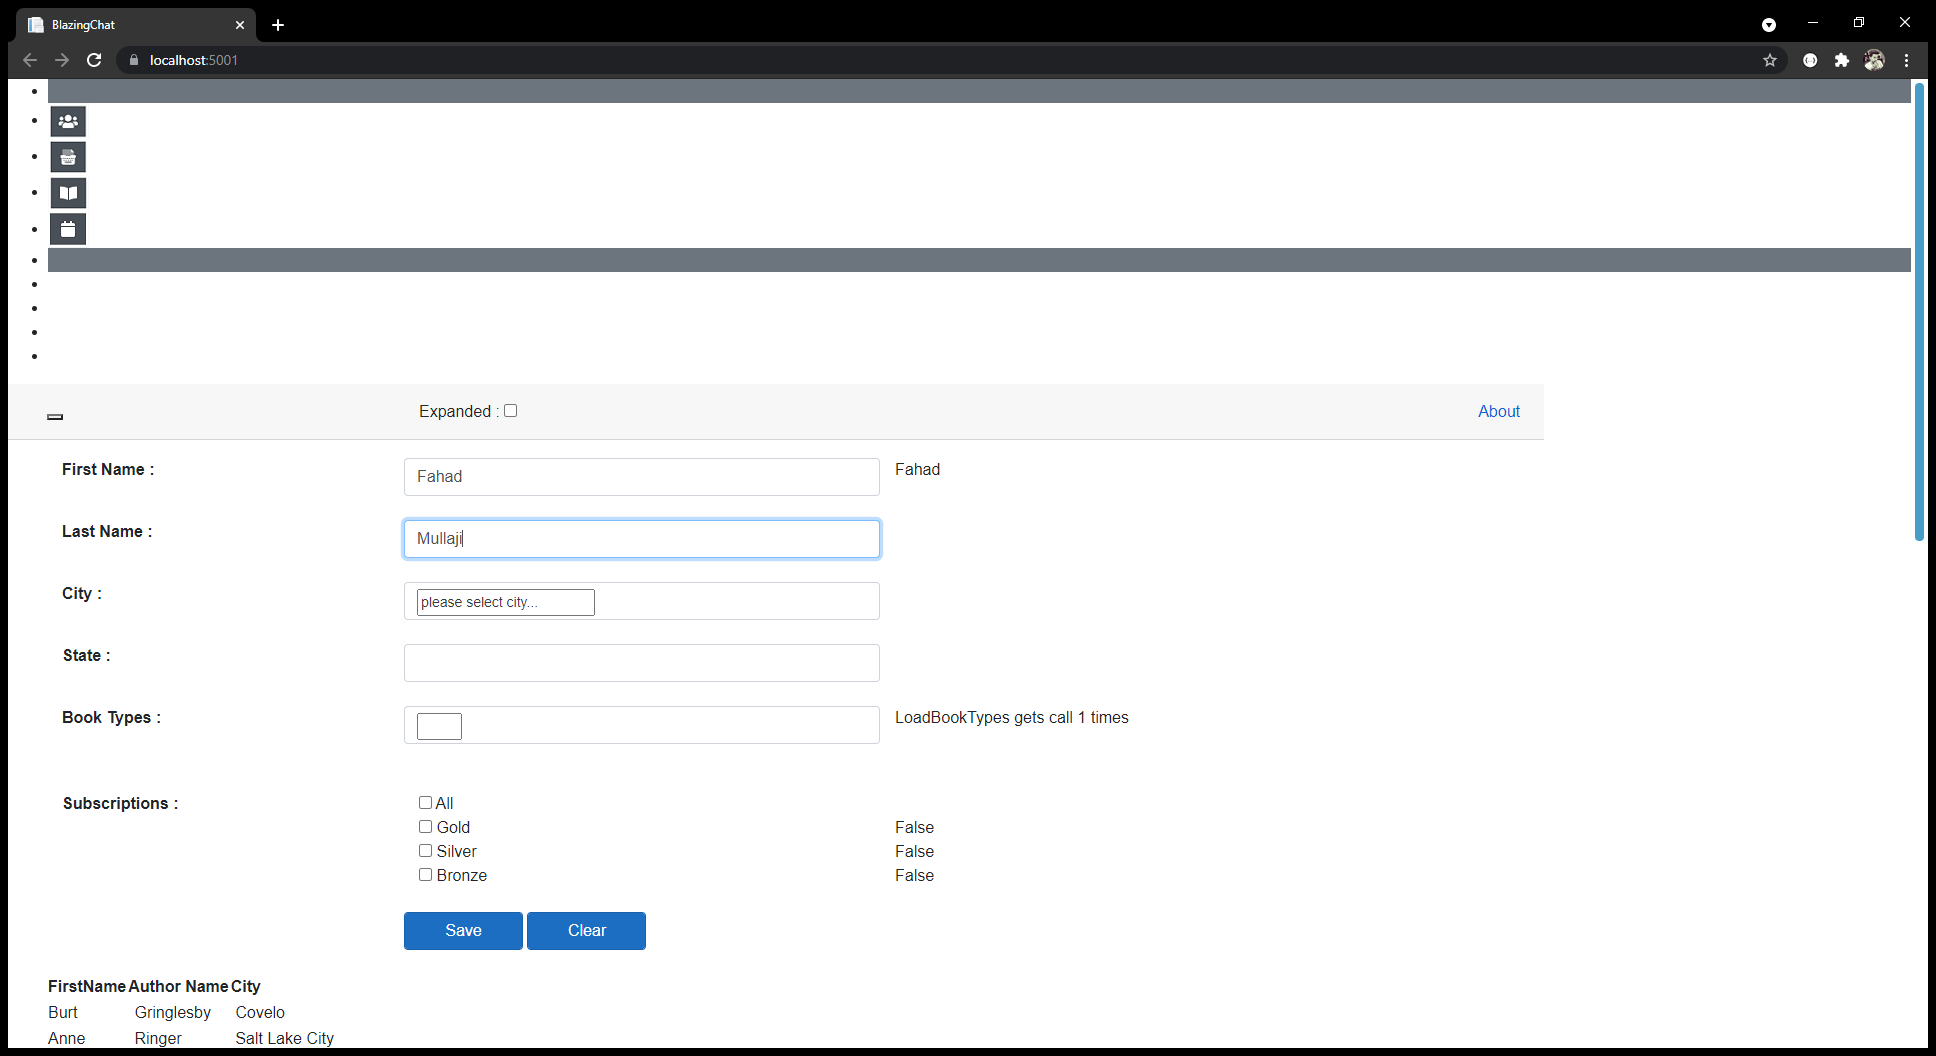 BlazingChat
localhost:5001
Expanded :
About
First Name :
Fahad
Fahad
Last Name :
Mullaji
City :
please select city...
State :
Book Types :
LoadBookTypes gets call 1 times
Subscriptions :
All
Gold
False
Silver
False
Bronze
False
Save
Clear
FirstName Author Name City
Burt Gringlesby Covelo
Anne Ringer Salt Lake City